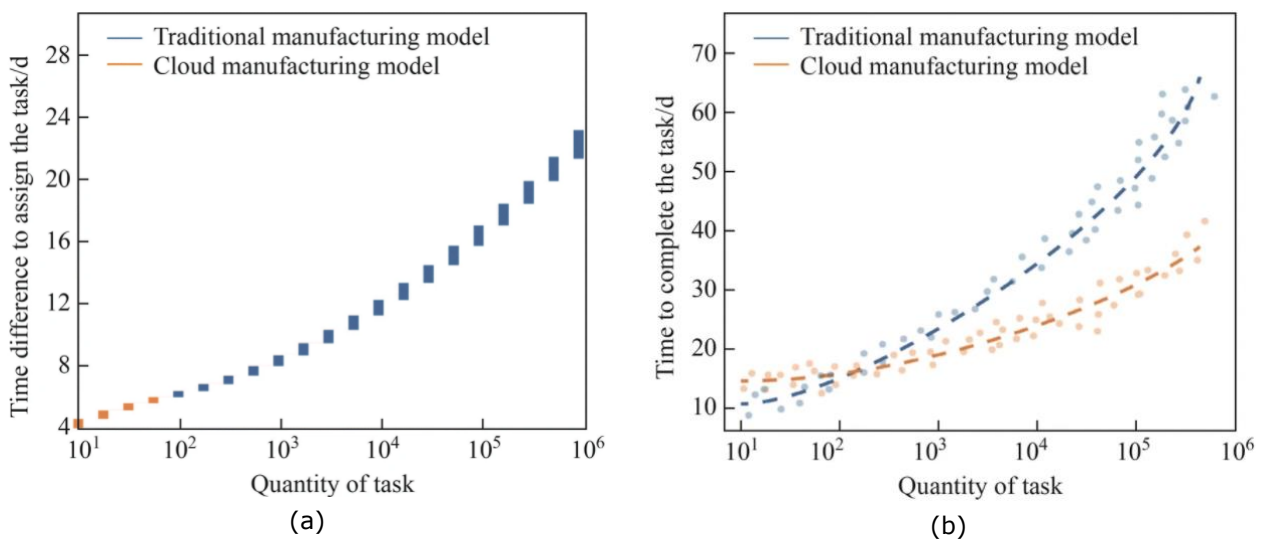 Time difference to assign the task/d
28
24
20
16
12
8
4
Traditional manufacturing model
Cloud manufacturing model
10¹ 10² 10³ 10⁴ 10⁵ 10⁶
Quantity of task
(a)
Time to complete the task/d
70
60
50
40
30
20
10
Traditional manufacturing model
Cloud manufacturing model
10¹ 10² 10³ 10⁴ 10⁵ 10⁶
Quantity of task
(b)